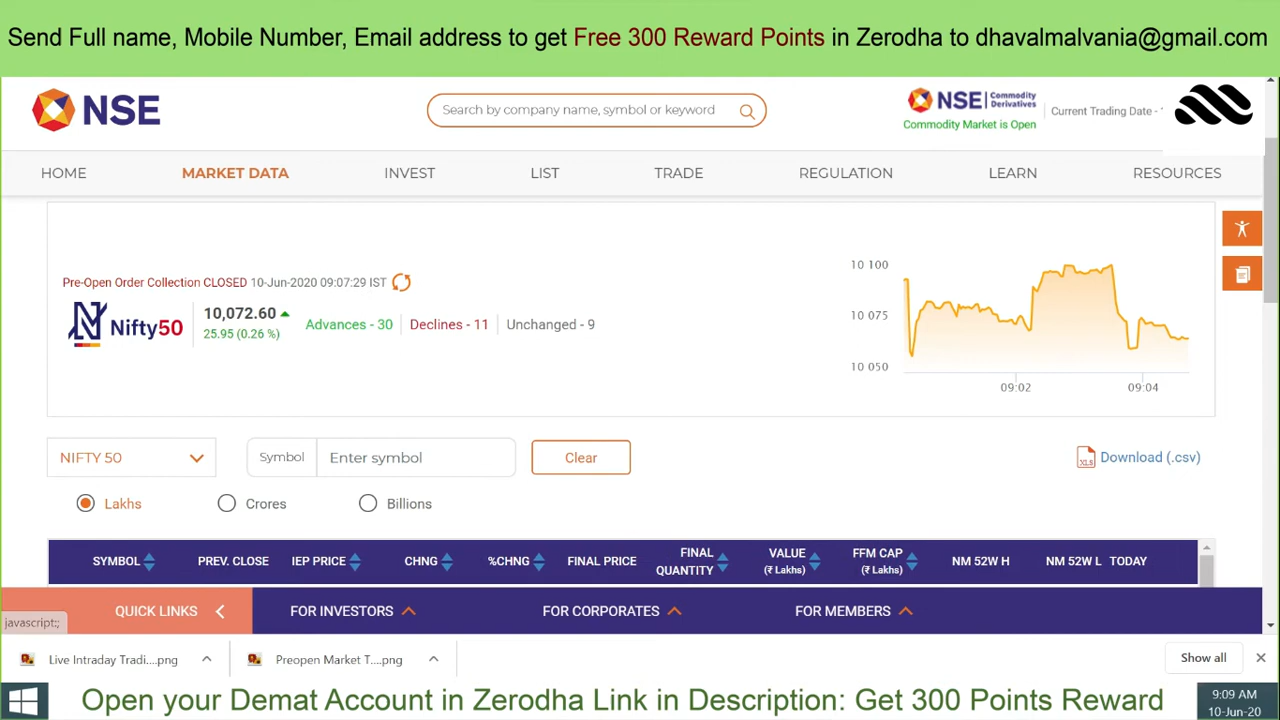 Send Full name, Mobile Number, Email address to get Free 300 Reward Points in Zerodha to dhavalmalvania@gmail.com
NSE
Search by company name, symbol or keyword
NSE Commodity Derivatives
Commodity Market is Open
Current Trading Date -
HOME MARKET DATA INVEST LIST TRADE REGULATION LEARN RESOURCES
Pre-Open Order Collection CLOSED 10-Jun-2020 09:07:29 IST
Nifty50
10,072.60
25.95 (0.26 %)
Advances - 30 Declines - 11 Unchanged - 9
10 100
10 075
10 050
09:02 09:04
NIFTY 50 Symbol Enter symbol Clear
XLS Download (.csv)
Lakhs Crores Billions
SYMBOL PREV. CLOSE IEP PRICE CHNG %CHNG FINAL PRICE FINAL QUANTITY VALUE (₹ Lakhs) FFM CAP (₹ Lakhs) NM 52W H NM 52W L TODAY
QUICK LINKS FOR INVESTORS FOR CORPORATES FOR MEMBERS
javascript:;
Live Intraday Tradi....png Preopen Market T....png Show all
Open your Demat Account in Zerodha Link in Description: Get 300 Points Reward
9:09 AM
10-Jun-20